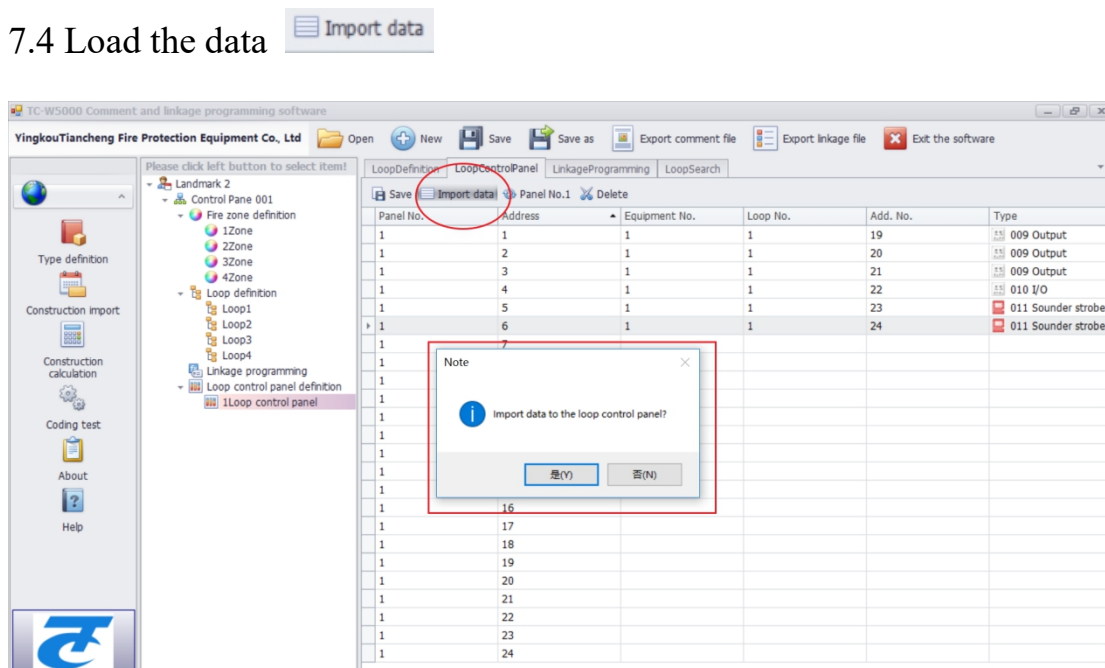 7.4 Load the data Import data
TC-W5000 Comment and linkage programming software
YingkouTiancheng Fire Protection Equipment Co., Ltd Open New Save Save as Export comment file Export linkage file Exit the software
Please click left button to select item!
LoopDefinition LoopControlPanel LinkageProgramming LoopSearch
Save Import data Panel No.1 Delete
Type definition
Construction import
Construction
calculation
Coding test
About
Help
Landmark 2
Control Pane 001
Fire zone definition
1Zone
2Zone
3Zone
4Zone
Loop definition
Loop1
Loop2
Loop3
Loop4
Linkage programming
Loop control panel definition
1Loop control panel
Panel No. Address Equipment No. Loop No. Add. No. Type
1 1 1 1 19 009 Output
1 2 1 1 20 009 Output
1 3 1 1 21 009 Output
1 4 1 1 22 010 I/O
1 5 1 1 23 011 Sounder strobe
1 6 1 1 24 011 Sounder strobe
1 7
1
1
1
1
1
1
1
1
1 16
1 17
1 18
1 19
1 20
1 21
1 22
1 23
1 24
Note
Import data to the loop control panel?
是(Y) 否(N)